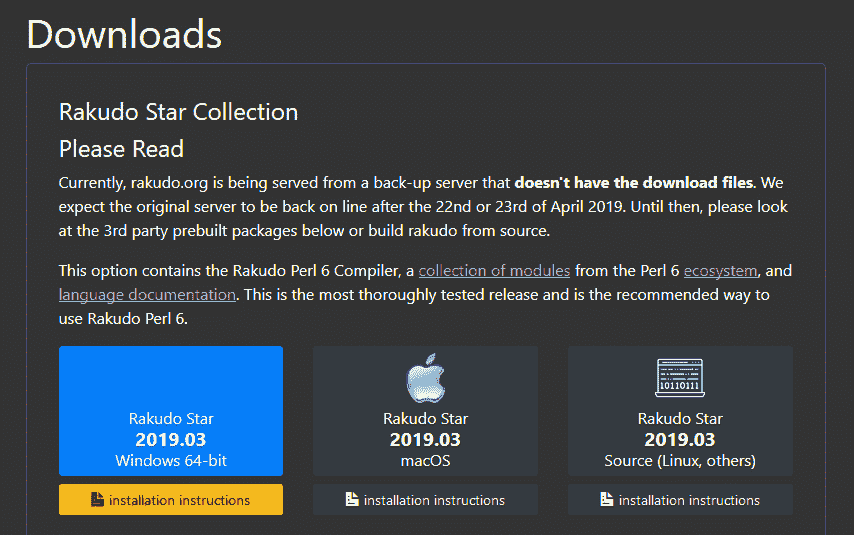 Downloads
Rakudo Star Collection
Please Read
Currently, rakudo.org is being served from a back-up server that doesn't have the download files. We
expect the original server to be back on line after the 22nd or 23rd of April 2019. Until then, please look
at the 3rd party prebuilt packages below or build rakudo from source.
This option contains the Rakudo Perl 6 Compiler, a collection of modules from the Perl 6 ecosystem, and
language documentation. This is the most thoroughly tested release and is the recommended way to
use Rakudo Perl 6.
Rakudo Star
2019.03
Windows 64-bit
installation instructions
Rakudo Star
2019.03
macOS
installation instructions
10110111
Rakudo Star
2019.03
Source (Linux, others)
installation instructions